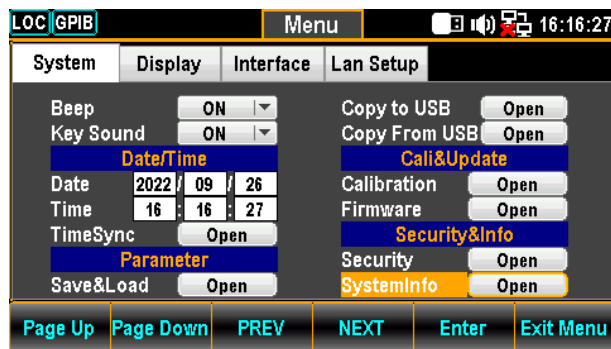 LOC GPIB Menu 16:16:27
System Display Interface Lan Setup
Beep ON
Key Sound ON
Date/Time
Date 2022 / 09 / 26
Time 16 : 16 : 27
TimeSync Open
Parameter
Save&Load Open
Copy to USB Open
Copy From USB Open
Cali&Update
Calibration Open
Firmware Open
Security&Info
Security Open
SystemInfo Open
Page Up Page Down PREV NEXT Enter Exit Menu